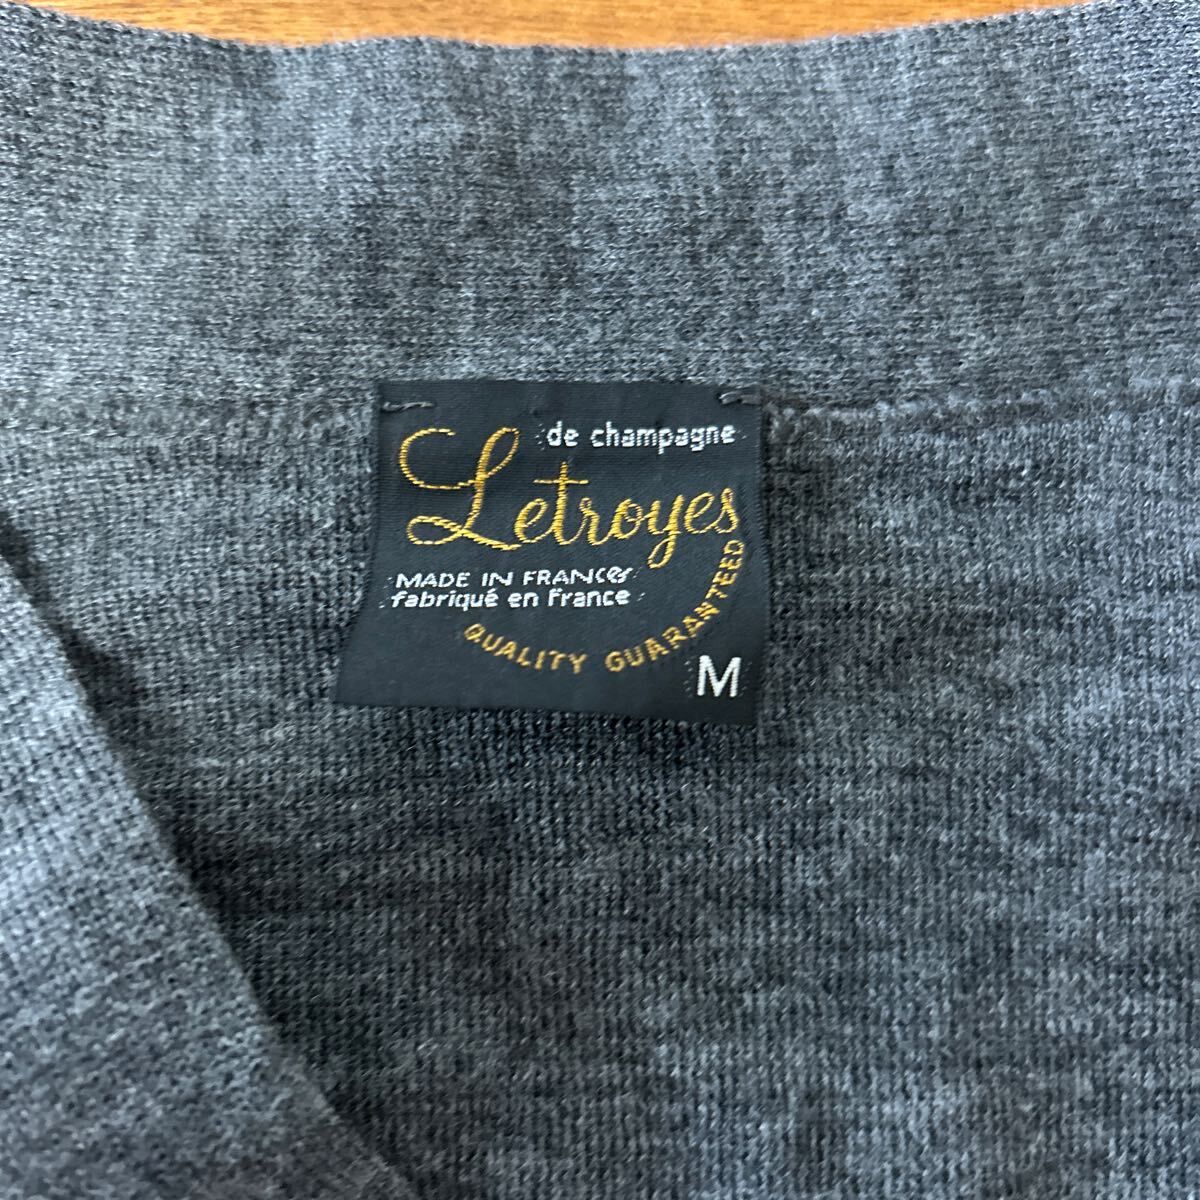 de champagne
Letroyes
MADE IN FRANCE
fabriqué en france
QUALITY GUARANTEED
M